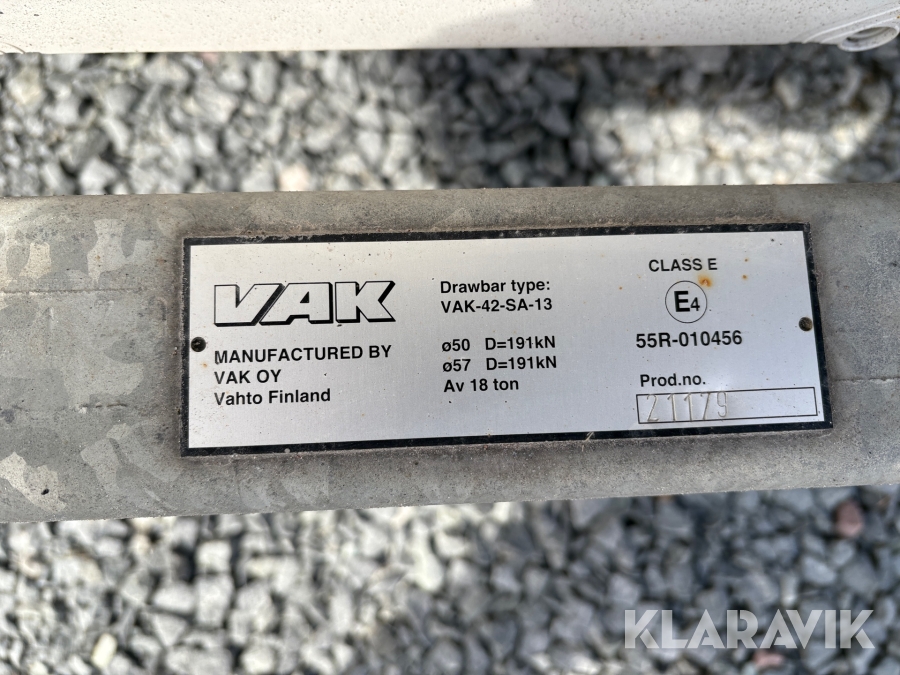 VAK
MANUFACTURED BY
VAK OY
Vahto Finland
Drawbar type:
VAK-42-SA-13
ø50 D=191kN
ø57 D=191kN
Av 18 ton
CLASS E
E4
55R-010456
Prod.no.
21179
KLARAVIK